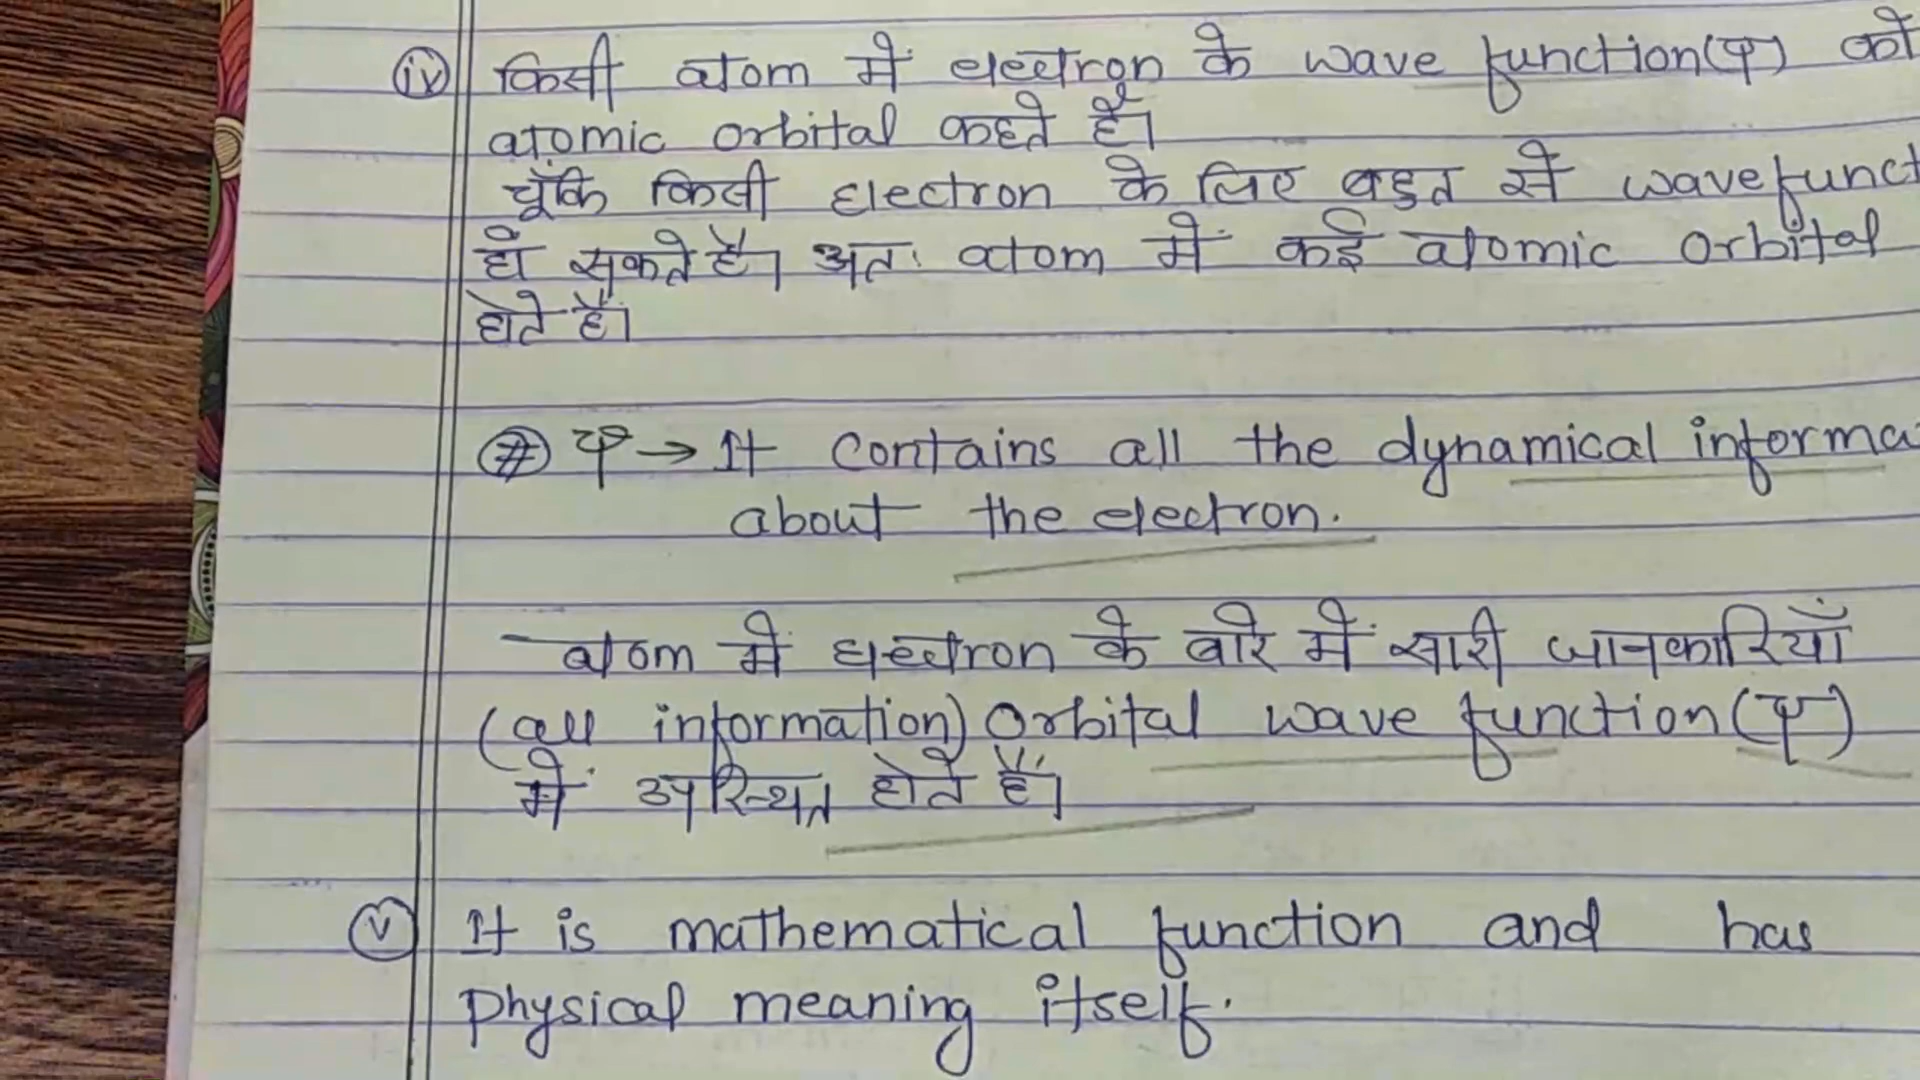 (iv) किसी atom में electron के wave function(ψ) को
atomic orbital कहते हैं।
चूँकि किसी electron के लिए बहुत से wavefunct
हो सकते है। अतः atom में कई atomic orbital
होते हैं।
# ψ → It contains all the dynamical informa
about the electron.
atom में electron के बारे में सारी जानकारियाँ
(all information) Orbital wave function(ψ)
में उपस्थित होते हैं।
(v) It is mathematical function and has
physical meaning itself.